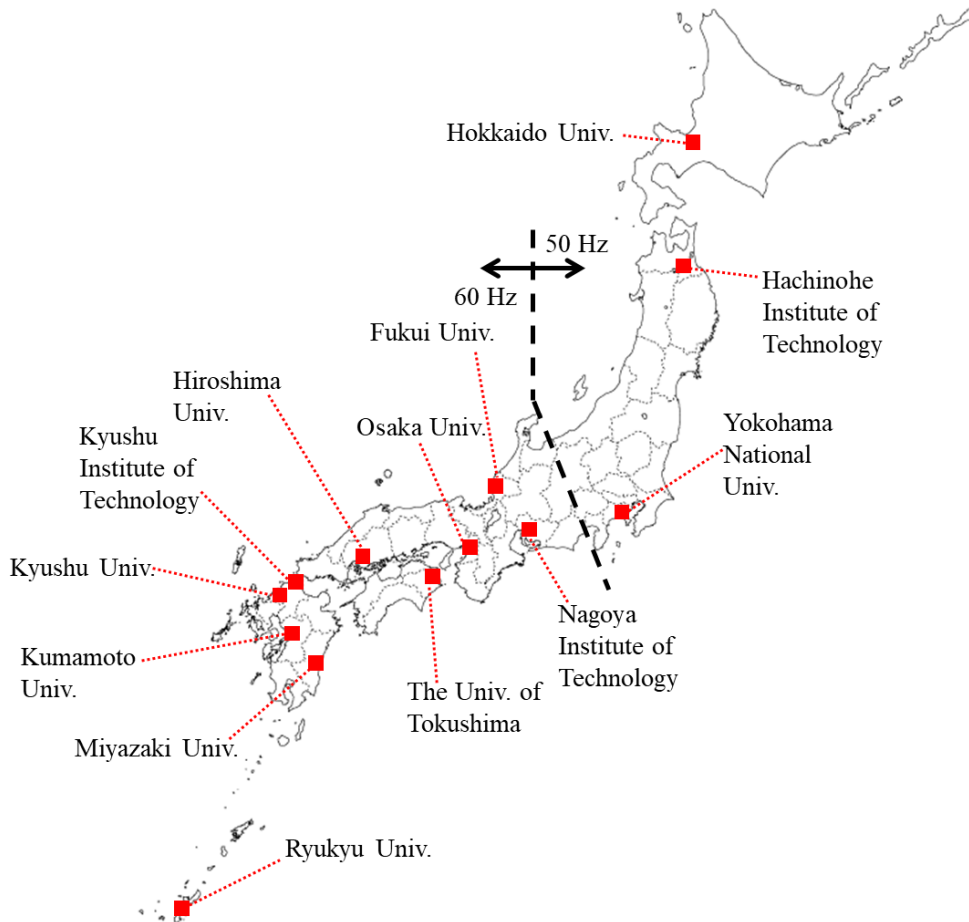 Hokkaido Univ.
50 Hz
60 Hz
Hachinohe
Institute of
Technology
Fukui Univ.
Hiroshima
Univ.
Osaka Univ.
Yokohama
National
Univ.
Kyushu
Institute of
Technology
Kyushu Univ.
Kumamoto
Univ.
Nagoya
Institute of
Technology
The Univ. of
Tokushima
Miyazaki Univ.
Ryukyu Univ.